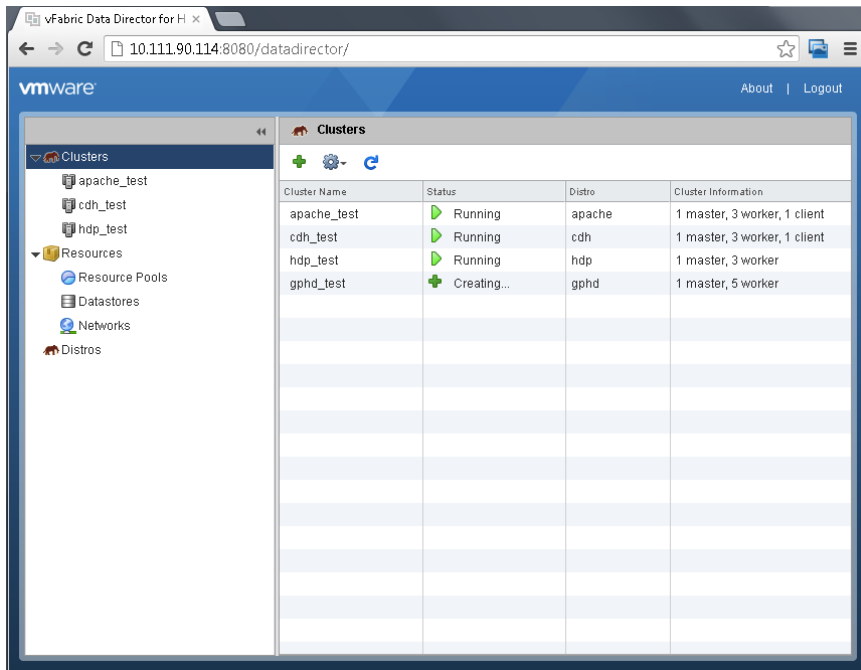 vFabric Data Director for H
10.111.90.114:8080/datadirector/
vmware
About | Logout
Clusters
apache_test
cdh_test
hdp_test
Resources
Resource Pools
Datastores
Networks
Distros
Clusters
Cluster Name Status Distro Cluster Information
apache_test Running apache 1 master, 3 worker, 1 client
cdh_test Running cdh 1 master, 3 worker, 1 client
hdp_test Running hdp 1 master, 3 worker
gphd_test Creating... gphd 1 master, 5 worker